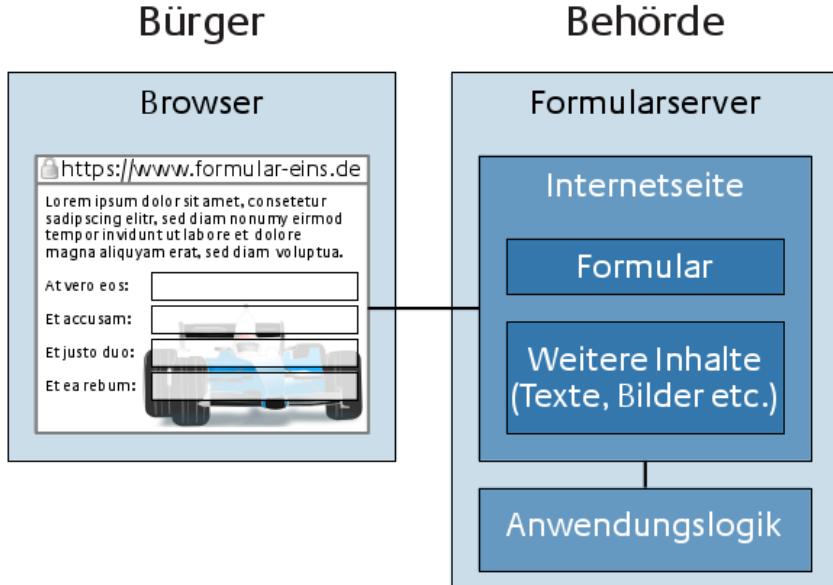 Bürger
Browser
https://www.formular-eins.de
Lorem ipsum dolor sit amet, consetetur
sadipscing elitr, sed diam nonumy eirmod
tempor invidunt ut labore et dolore
magna aliquyam erat, sed diam voluptua.
At vero eos:
Et accusam:
Et justo duo:
Et ea rebum:
Behörde
Formularserver
Internetseite
Formular
Weitere Inhalte
(Texte, Bilder etc.)
Anwendungslogik